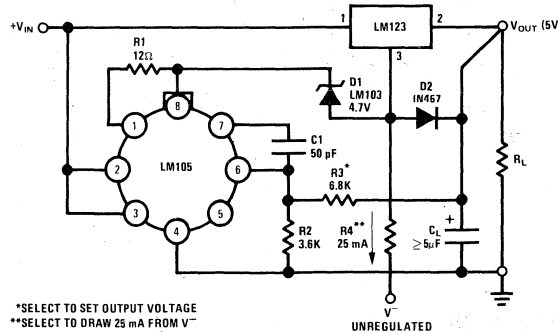 +VIN
1
LM123
2
VOUT (5V
3
R1
12Ω
D1
LM103
4.7V
D2
IN457
8
1
7
C1
50 pF
2
LM105
6
3
5
4
R3*
6.8K
RL
R2
3.6K
R4**
25 mA
+
CL
≥5μF
V−
UNREGULATED
*SELECT TO SET OUTPUT VOLTAGE
**SELECT TO DRAW 25 mA FROM V−